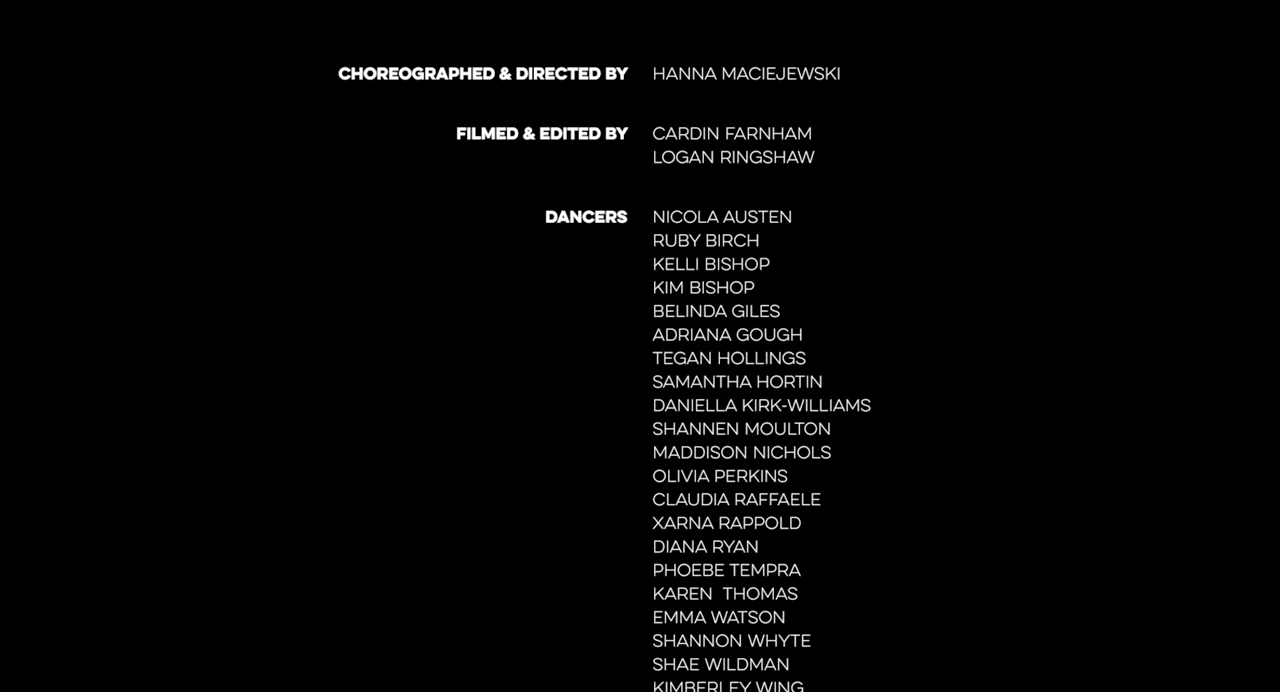 CHOREOGRAPHED & DIRECTED BY HANNA MACIEJEWSKI
FILMED & EDITED BY CARDIN FARNHAM
LOGAN RINGSHAW
DANCERS NICOLA AUSTEN
RUBY BIRCH
KELLI BISHOP
KIM BISHOP
BELINDA GILES
ADRIANA GOUGH
TEGAN HOLLINGS
SAMANTHA HORTIN
DANIELLA KIRK-WILLIAMS
SHANNEN MOULTON
MADDISON NICHOLS
OLIVIA PERKINS
CLAUDIA RAFFAELE
XARNA RAPPOLD
DIANA RYAN
PHOEBE TEMPRA
KAREN  THOMAS
EMMA WATSON
SHANNON WHYTE
SHAE WILDMAN
KIMBERLEY WING